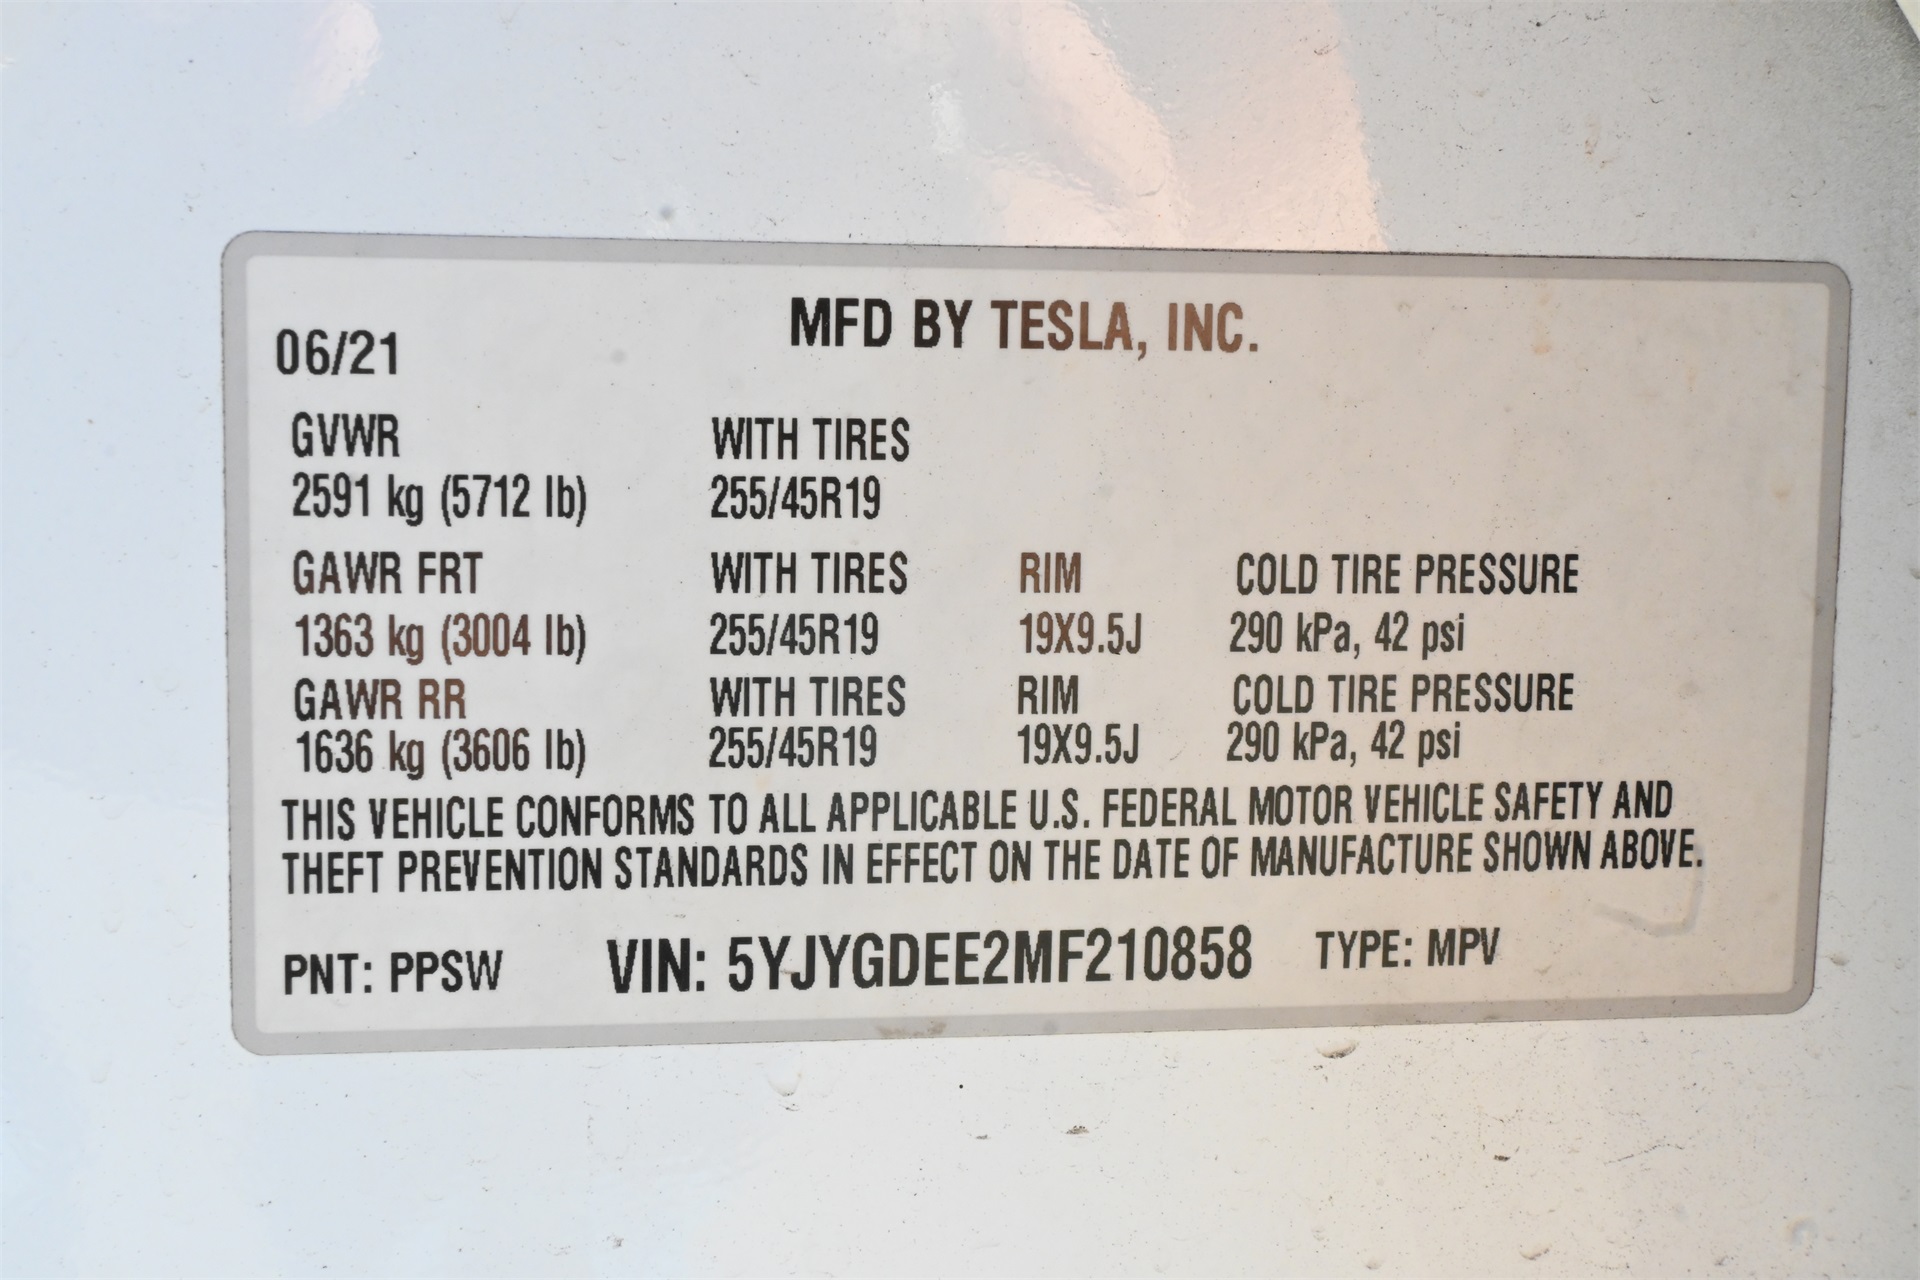 MFD BY TESLA, INC.
06/21
GVWR WITH TIRES
2591 kg (5712 lb) 255/45R19
GAWR FRT WITH TIRES RIM COLD TIRE PRESSURE
1363 kg (3004 lb) 255/45R19 19X9.5J 290 kPa, 42 psi
GAWR RR WITH TIRES RIM COLD TIRE PRESSURE
1636 kg (3606 lb) 255/45R19 19X9.5J 290 kPa, 42 psi
THIS VEHICLE CONFORMS TO ALL APPLICABLE U.S. FEDERAL MOTOR VEHICLE SAFETY AND
THEFT PREVENTION STANDARDS IN EFFECT ON THE DATE OF MANUFACTURE SHOWN ABOVE.
PNT: PPSW VIN: 5YJYGDEE2MF210858 TYPE: MPV